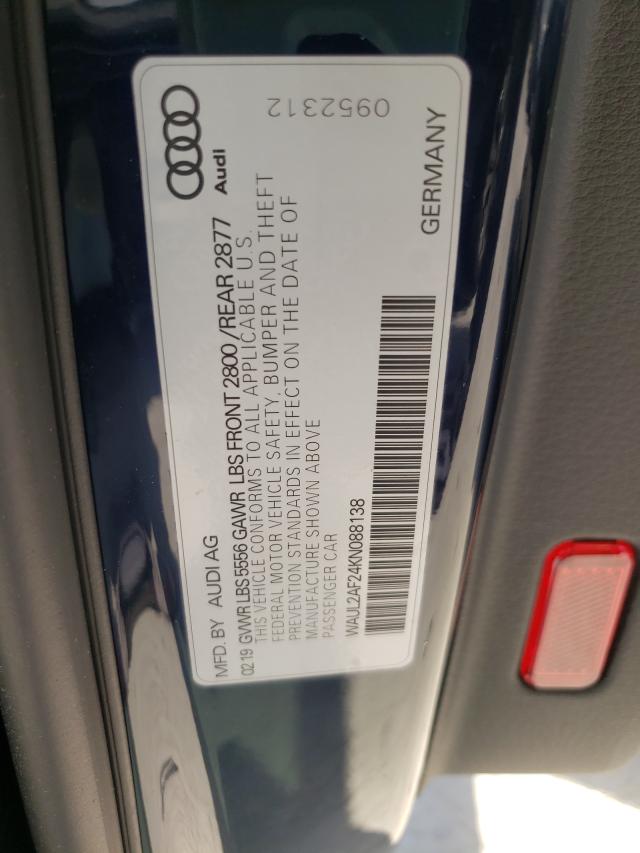 MFD. BY AUDI AG
Audi
02.19 GVWR LBS 5556 GAWR LBS FRONT 2800 /REAR 2877
THIS VEHICLE CONFORMS TO ALL APPLICABLE U.S.
FEDERAL MOTOR VEHICLE SAFETY, BUMPER AND THEFT
PREVENTION STANDARDS IN EFFECT ON THE DATE OF
MANUFACTURE SHOWN ABOVE
PASSENGER CAR
0952312
WAUL2AF24KN088138
GERMANY